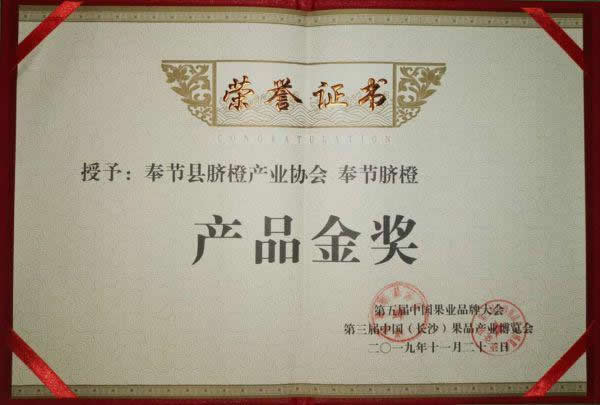 荣誉证书
CONGRATULATION
授予：奉节县脐橙产业协会 奉节脐橙
产品金奖
第五届中国果业品牌大会
第三届中国（长沙）果品产业博览会
二〇一九年十一月二十三日